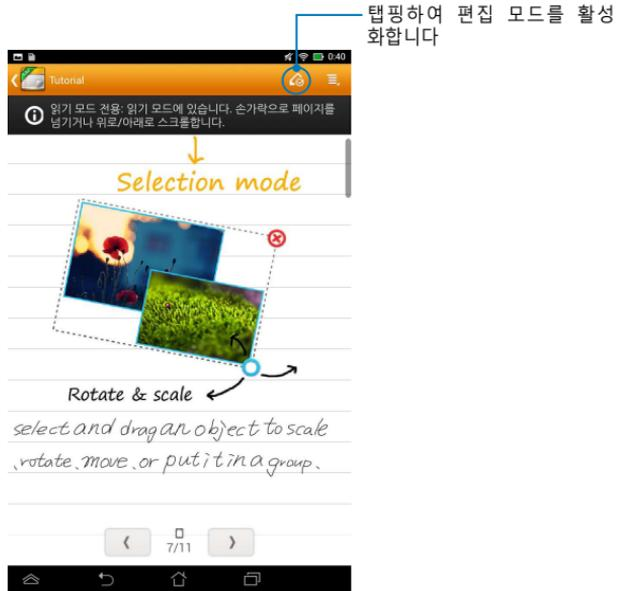 탭핑하여 편집 모드를 활성
화합니다
0:40
Tutorial
읽기 모드 전용: 읽기 모드에 있습니다. 손가락으로 페이지를
넘기거나 위로/아래로 스크롤합니다.
Selection mode
Rotate & scale
select and drag an object to scale
, rotate, move, or put it in a group.
7/11